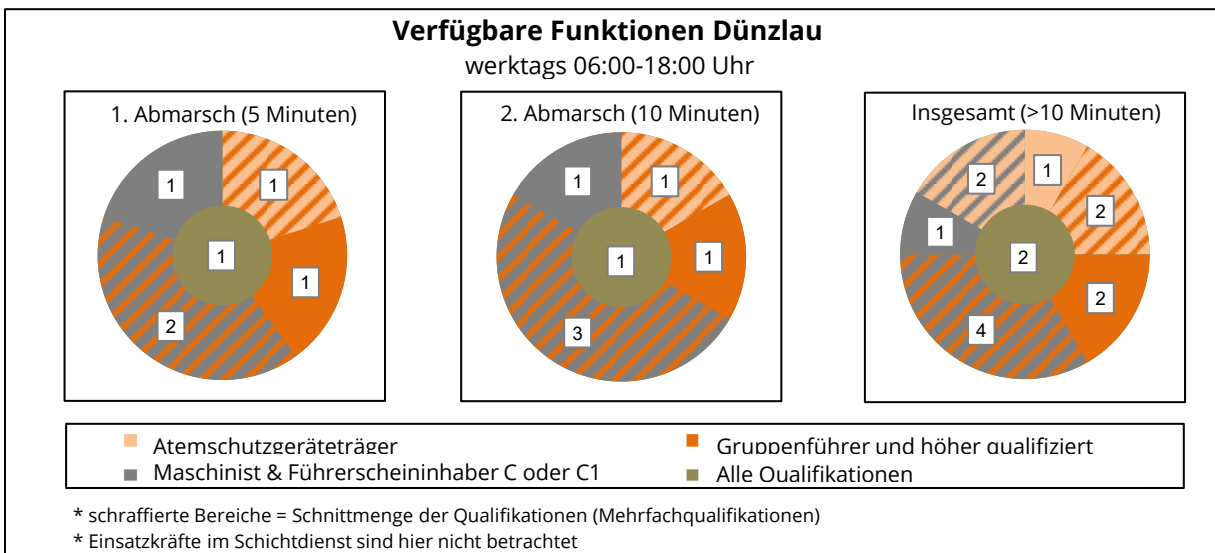 Verfügbare Funktionen Dünzlau
werktags 06:00-18:00 Uhr
1. Abmarsch (5 Minuten)
1
1
1
1
2
2. Abmarsch (10 Minuten)
1
1
1
1
3
Insgesamt (>10 Minuten)
2
1
2
1
2
2
4
Atemschutzgeräteträger
Gruppenführer und höher qualifiziert
Maschinist & Führerscheininhaber C oder C1
Alle Qualifikationen
* schraffierte Bereiche = Schnittmenge der Qualifikationen (Mehrfachqualifikationen)
* Einsatzkräfte im Schichtdienst sind hier nicht betrachtet